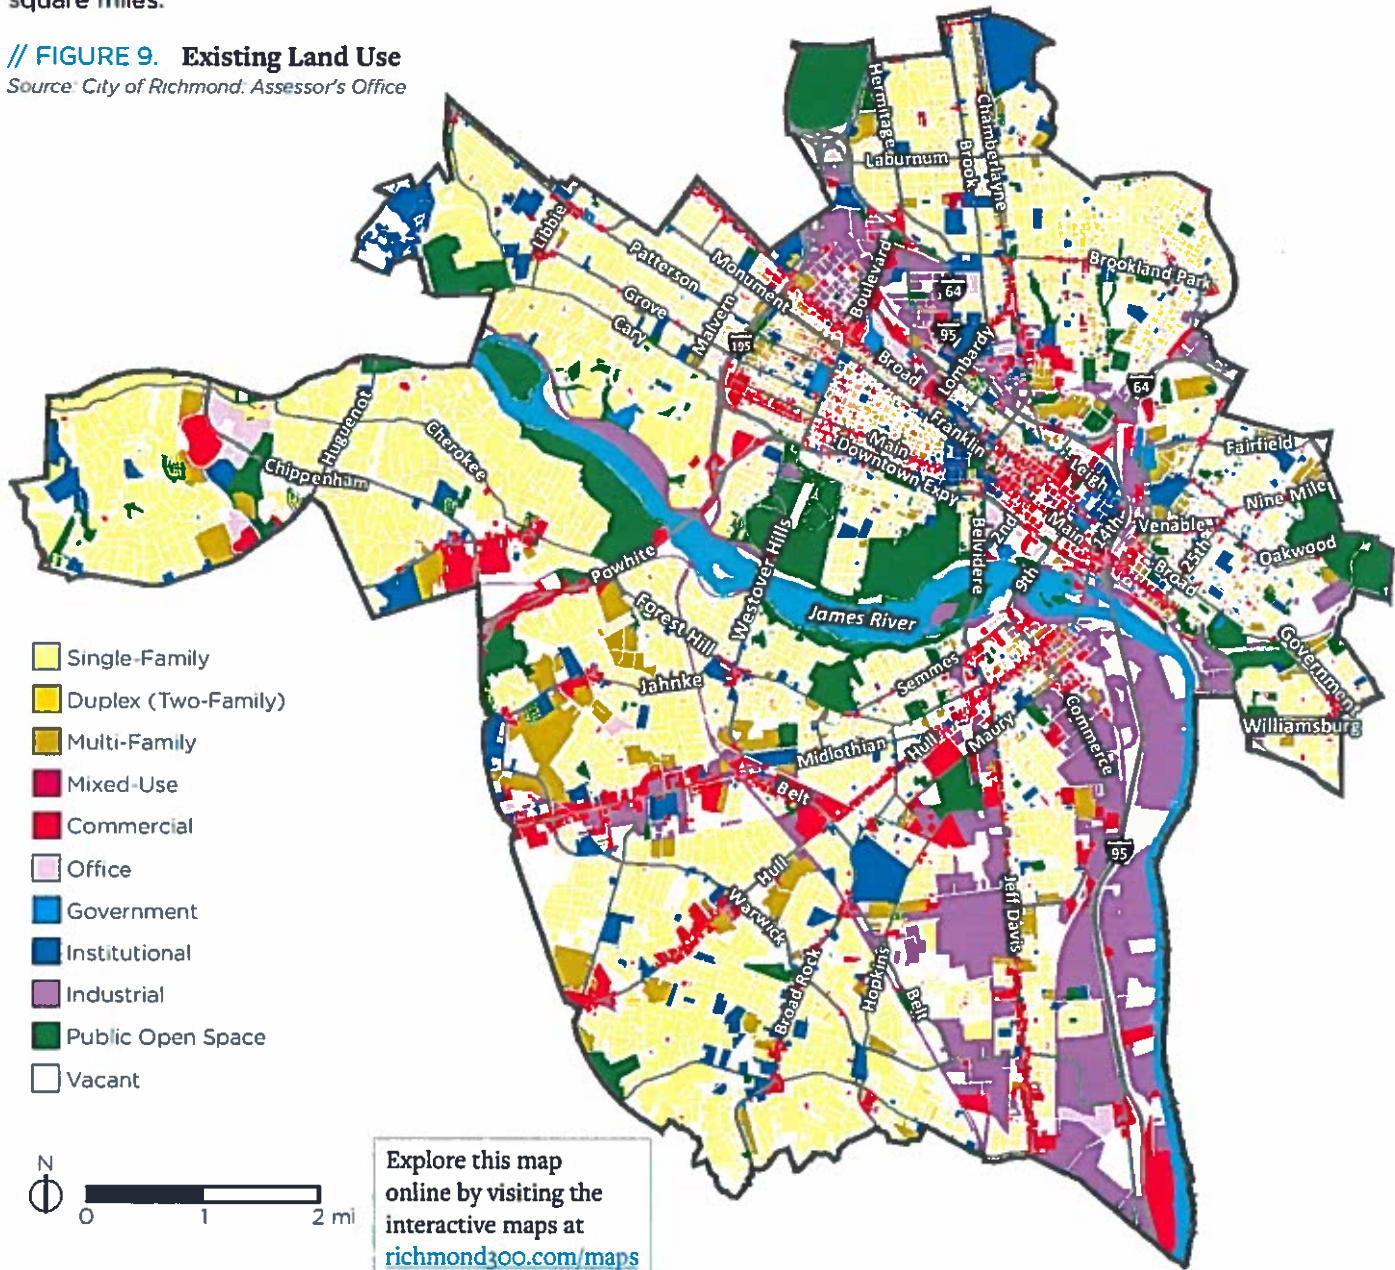 square miles.
// FIGURE 9. Existing Land Use
Source: City of Richmond: Assessor's Office
Hermitage
Chamberlayne
Laburnum
Brook
Libbie
Patterson
Monument
Boulevard
Brookland Park
64
Grove
Malvern
Cary
195
95
Lombardy
Broad
64
Huguenot
Cherokee
Franklin
Main
Downtown Expy
Leigh
Fairfield
Chippenham
Nine Mile
Belvidere
2nd
Main
14th
Venable
25th
Oakwood
Powhite
Westover Hills
9th
Broad
James River
Forest Hill
Government
Semmes
Jahnke
Commerce
Williamsburg
Midlothian
Hull
Maury
Belt
95
Hull
Warwick
Jeff Davis
Broad Rock
Hopkins
Belt
Single-Family
Duplex (Two-Family)
Multi-Family
Mixed-Use
Commercial
Office
Government
Institutional
Industrial
Public Open Space
Vacant
N
0 1 2 mi
Explore this map
online by visiting the
interactive maps at
richmond300.com/maps